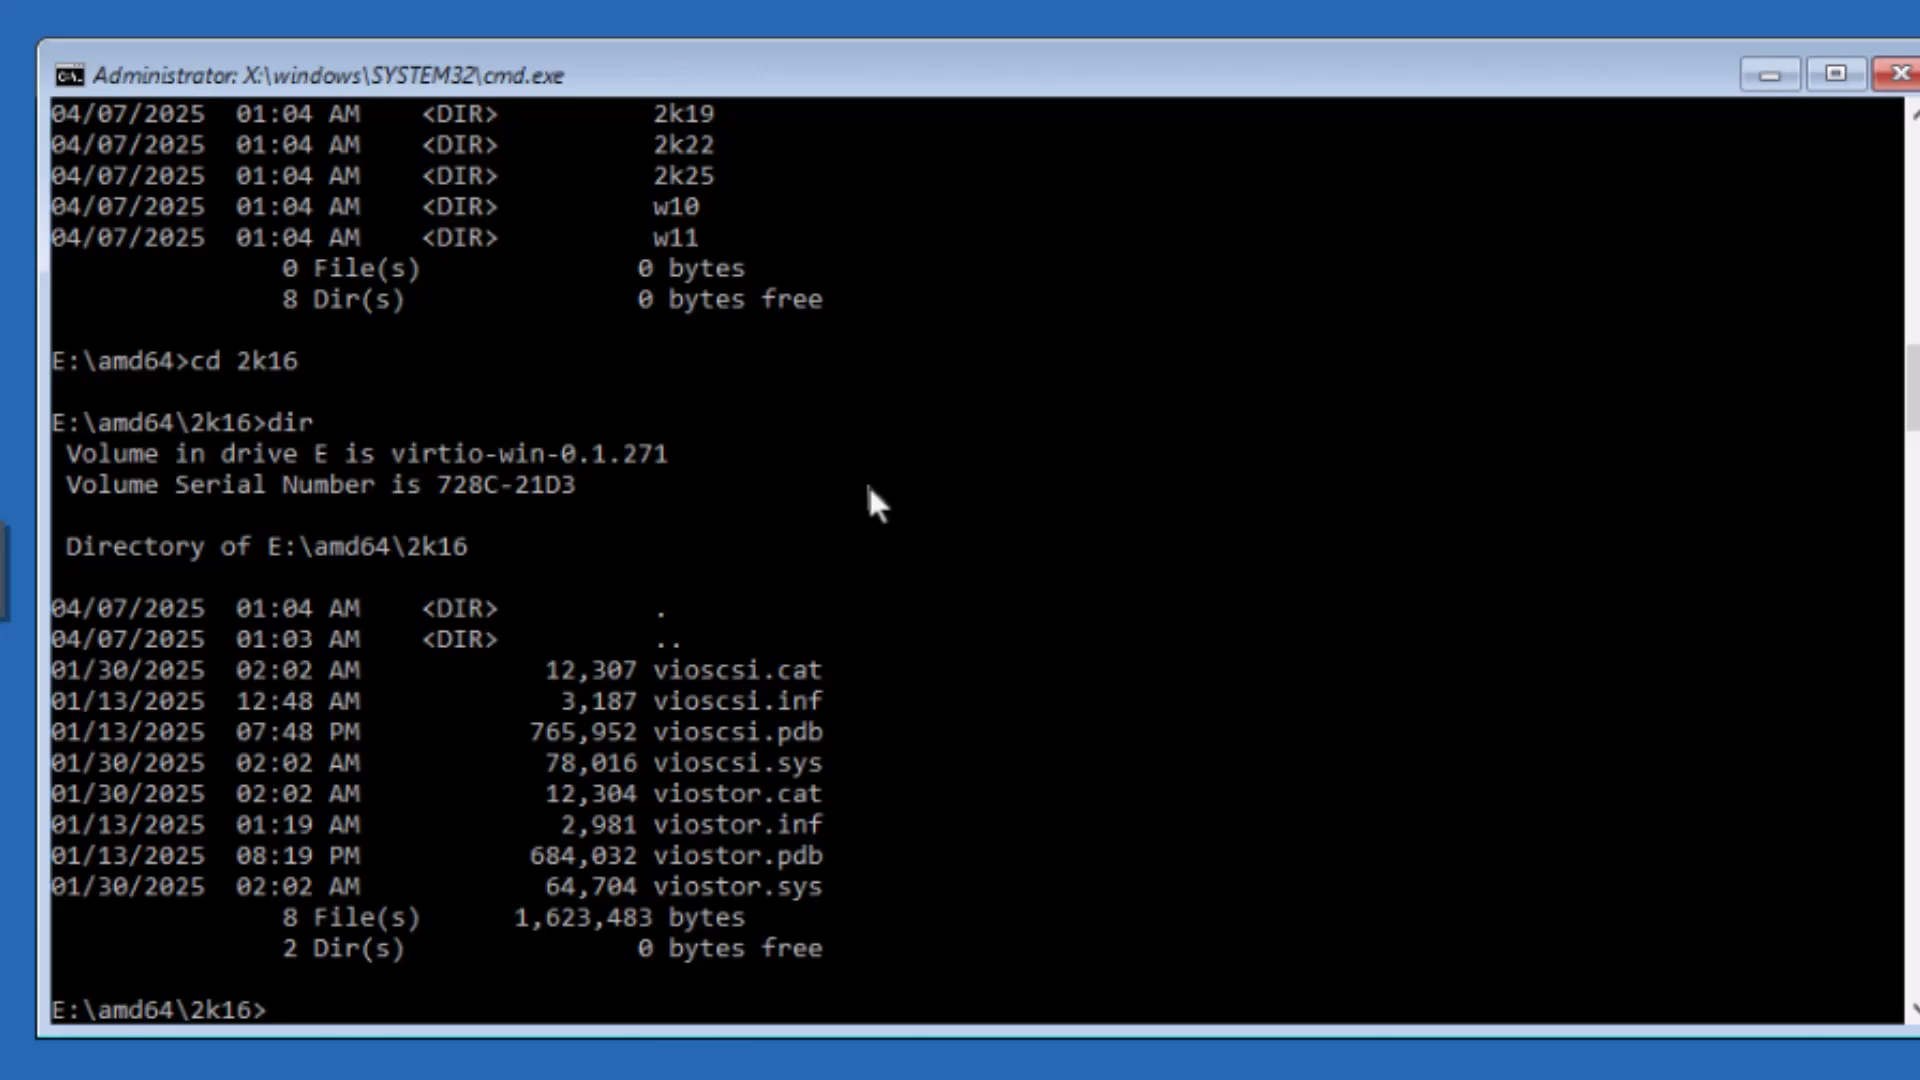 Administrator: X:\windows\SYSTEM32\cmd.exe
04/07/2025  01:04 AM    <DIR>          2k19
04/07/2025  01:04 AM    <DIR>          2k22
04/07/2025  01:04 AM    <DIR>          2k25
04/07/2025  01:04 AM    <DIR>          w10
04/07/2025  01:04 AM    <DIR>          w11
               0 File(s)              0 bytes
               8 Dir(s)               0 bytes free
E:\amd64>cd 2k16
E:\amd64\2k16>dir
 Volume in drive E is virtio-win-0.1.271
 Volume Serial Number is 728C-21D3
 Directory of E:\amd64\2k16
04/07/2025  01:04 AM    <DIR>          .
04/07/2025  01:03 AM    <DIR>          ..
01/30/2025  02:02 AM            12,307 vioscsi.cat
01/13/2025  12:48 AM             3,187 vioscsi.inf
01/13/2025  07:48 PM           765,952 vioscsi.pdb
01/30/2025  02:02 AM            78,016 vioscsi.sys
01/30/2025  02:02 AM            12,304 viostor.cat
01/13/2025  01:19 AM             2,981 viostor.inf
01/13/2025  08:19 PM           684,032 viostor.pdb
01/30/2025  02:02 AM            64,704 viostor.sys
               8 File(s)      1,623,483 bytes
               2 Dir(s)               0 bytes free
E:\amd64\2k16>